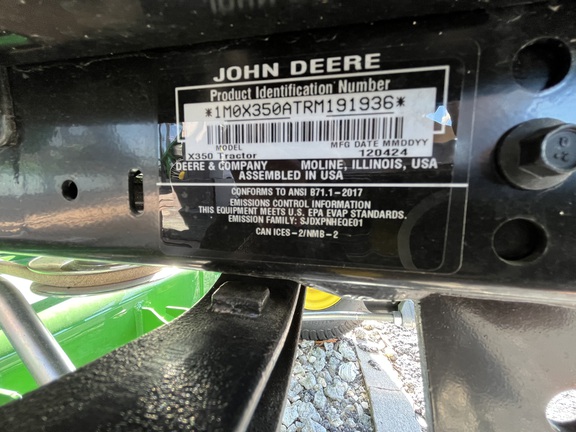 JOHN DEERE
Product Identification Number
*1M0X350ATRM191936*
MODEL MFG DATE MMDDYY
X350 Tractor 120424
DEERE & COMPANY MOLINE, ILLINOIS, USA
ASSEMBLED IN USA
CONFORMS TO ANSI B71.1-2017
EMISSIONS CONTROL INFORMATION
THIS EQUIPMENT MEETS U.S. EPA EVAP STANDARDS.
EMISSION FAMILY: SJDXPNHEQE01
CAN ICES-2/NMB-2